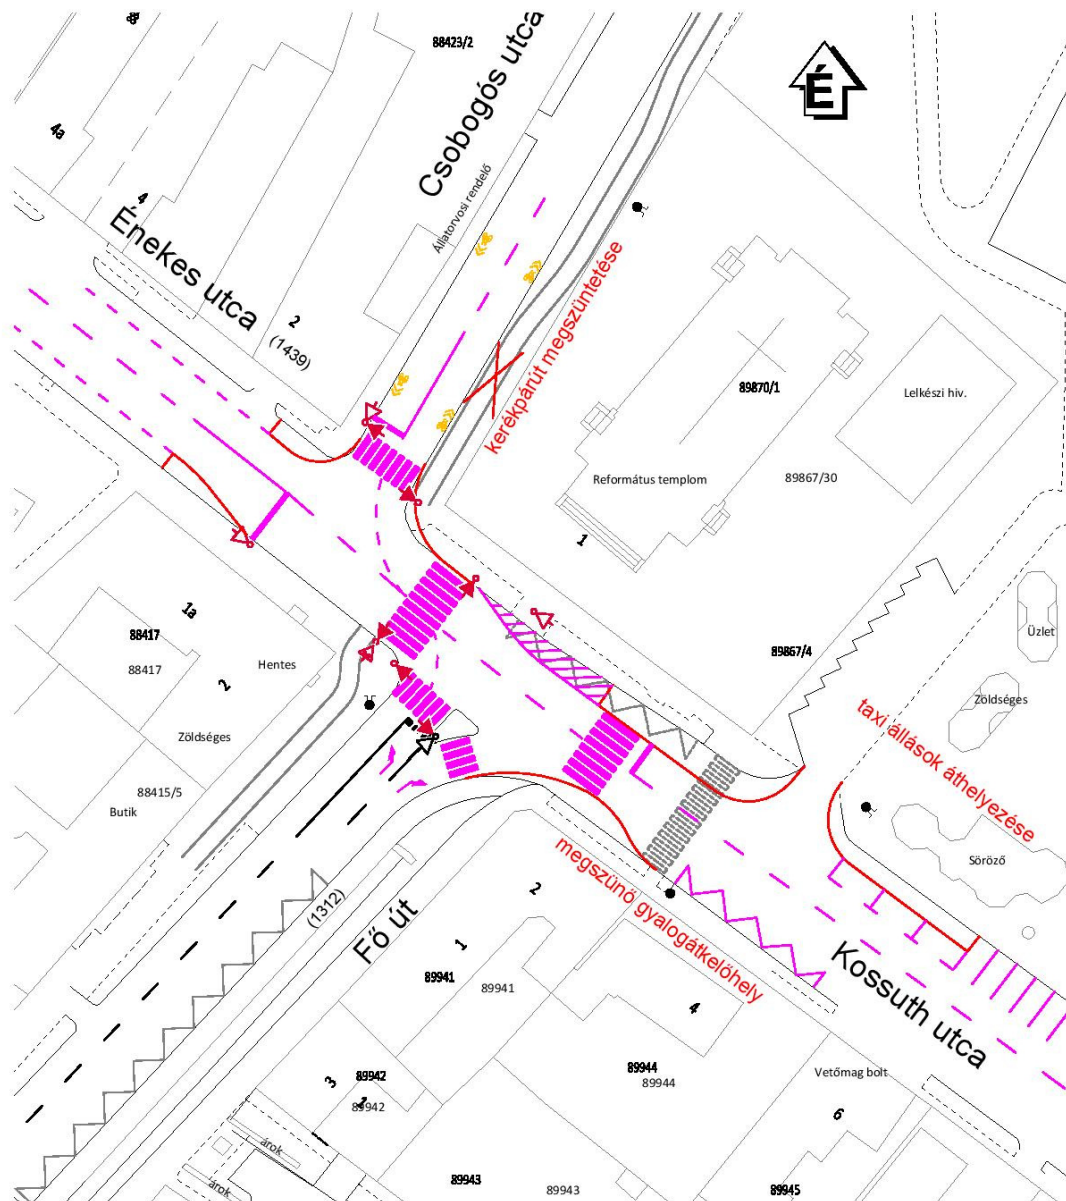 8a
88423/2
Csobogós utca
É
4a
4
Énekes utca
Állatorvosi rendelő
2
(1439)
kerékpárút megszüntetése
89870/1
Lelkészi hiv.
Református templom
89867/30
1
1a
88417
88417
Hentes
2
Zöldséges
88415/5
Butik
89867/4
Üzlet
Zöldséges
taxi állások áthelyezése
Söröző
megszünő gyalogátkelőhely
(1312)
Fő út
2
1
89941
89941
Kossuth utca
4
89944
89944
Vetőmag bolt
6
3
89942
89942
árok
árok
89943
89943
89945